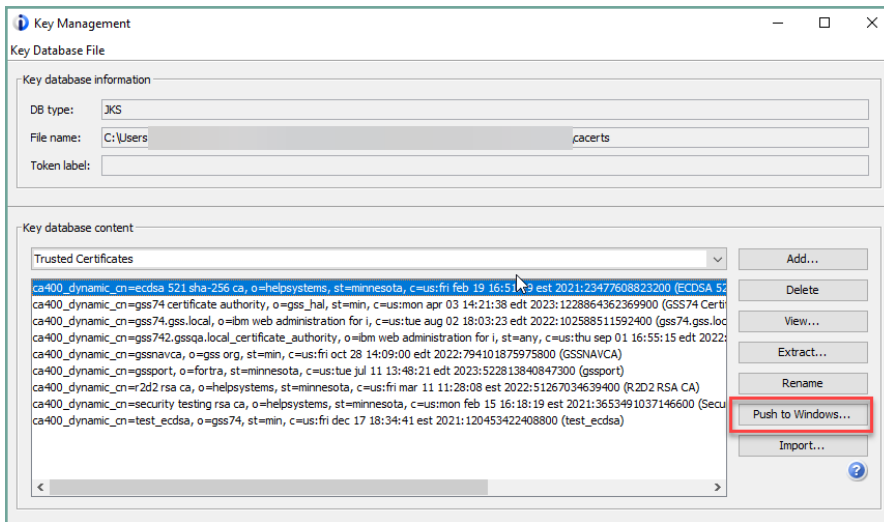 Key Management
Key Database File
Key database information
DB type: JKS
File name: C:\Users cacerts
Token label:
Key database content
Trusted Certificates
Add...
ca400_dynamic_cn=ecdsa 521 sha-256 ca, o=helpsystems, st=minnesota, c=us:fri feb 19 16:51 9 est 2021:23477608823200 (ECDSA 52
Delete
ca400_dynamic_cn=gss74 certificate authority, o=gss_hal, st=min, c=us:mon apr 03 14:21:38 edt 2023:1228864362369900 (GSS74 Certi
ca400_dynamic_cn=gss74.gss.local, o=ibm web administration for i, c=us:tue aug 02 18:03:23 edt 2022:102588511592400 (gss74.gss.loc
View...
ca400_dynamic_cn=gss742.gssqa.local_certificate_authority, o=ibm web administration for i, st=any, c=us:thu sep 01 16:55:15 edt 2022:
ca400_dynamic_cn=gssnavca, o=gss org, st=min, c=us:fri oct 28 14:09:00 edt 2022:794101875975800 (GSSNAVCA)
Extract...
ca400_dynamic_cn=gssport, o=fortra, st=minnesota, c=us:tue jul 11 13:48:21 edt 2023:522813840847300 (gssport)
ca400_dynamic_cn=r2d2 rsa ca, o=helpsystems, st=minnesota, c=us:fri mar 11 11:28:08 est 2022:51267034639400 (R2D2 RSA CA)
Rename
ca400_dynamic_cn=security testing rsa ca, o=helpsystems, st=minnesota, c=us:mon feb 15 16:18:19 est 2021:3653491037146600 (Secu
Push to Windows...
ca400_dynamic_cn=test_ecdsa, o=gss74, st=min, c=us:fri dec 17 18:34:41 est 2021:120453422408800 (test_ecdsa)
Import...